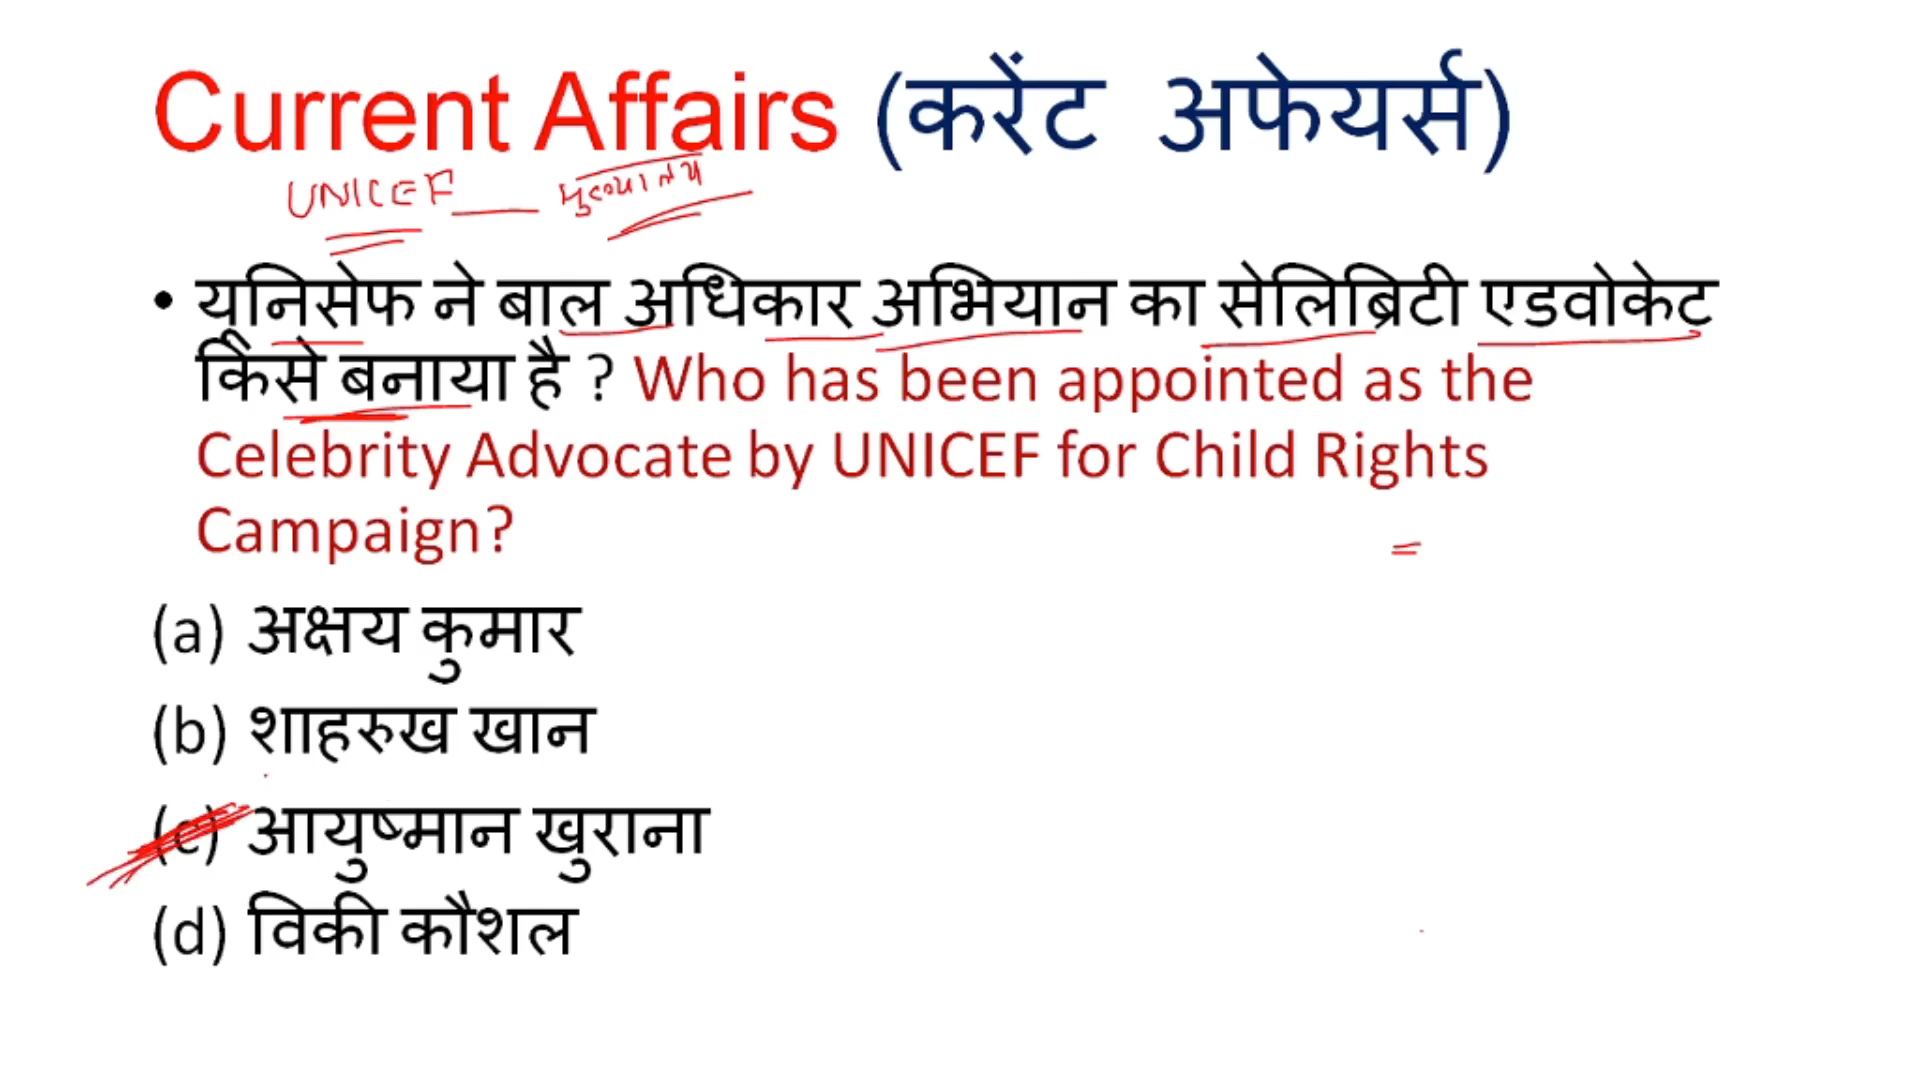 Current Affairs (करेंट अफेयर्स)
UNICEF
• यूनिसेफ ने बाल अधिकार अभियान का सेलिब्रिटी एडवोकेट
किसे बनाया है ? Who has been appointed as the
Celebrity Advocate by UNICEF for Child Rights
Campaign?
(a) अक्षय कुमार
(b) शाहरुख खान
(c) आयुष्मान खुराना
(d) विकी कौशल